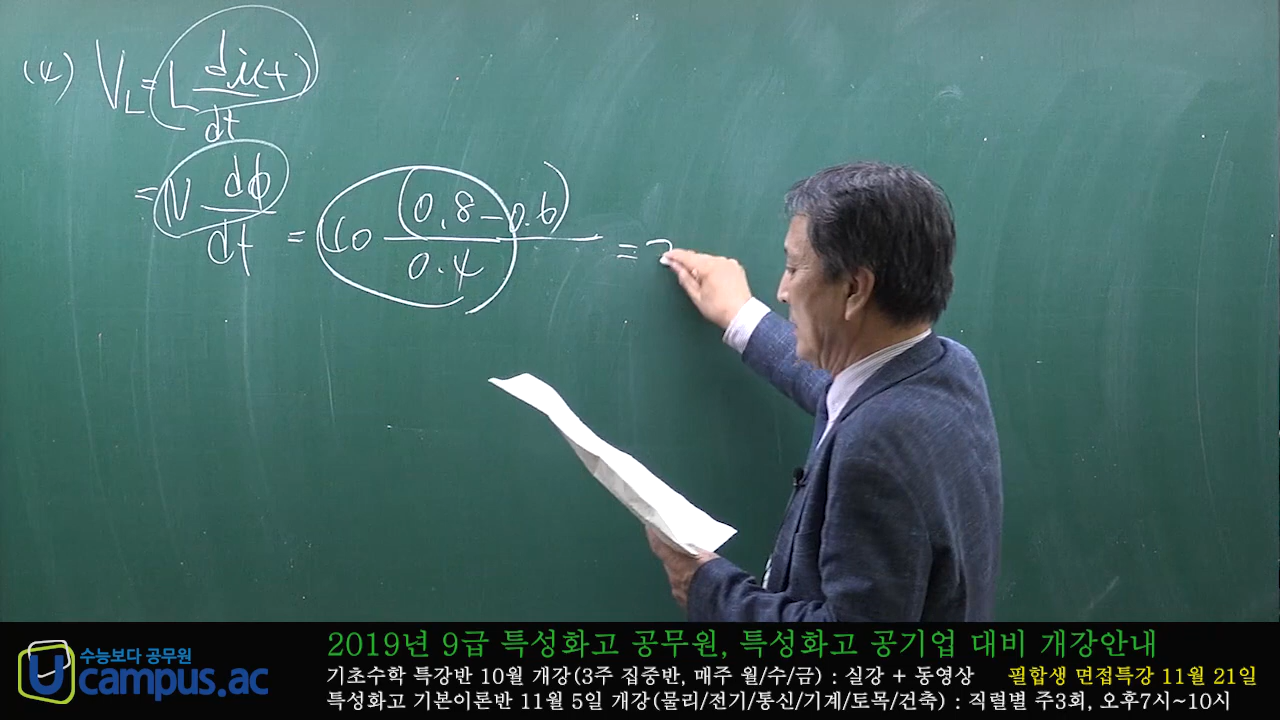 (4) V_L = L di(t)/dt
= N dφ/dt = 10 (0.8 - 0.6)/0.4 =
수능보다 공무원
Ucampus.ac
2019년 9급 특성화고 공무원, 특성화고 공기업 대비 개강안내
기초수학 특강반 10월 개강(3주 집중반, 매주 월/수/금) : 실강 + 동영상 필합생 면접특강 11월 21일
특성화고 기본이론반 11월 5일 개강(물리/전기/통신/기계/토목/건축) : 직렬별 주3회, 오후7시~10시